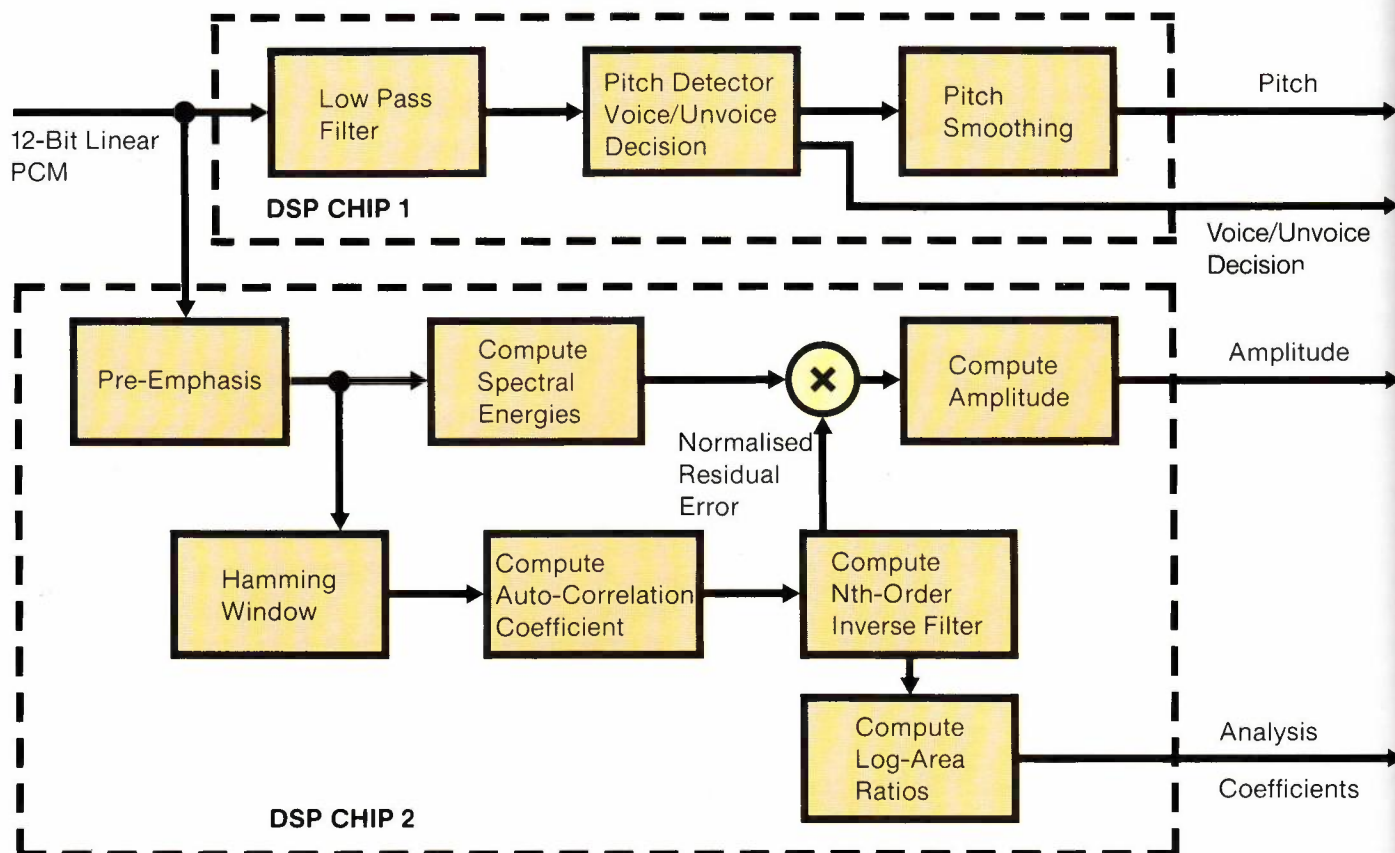 12-Bit Linear
PCM
Low Pass
Filter
Pitch Detector
Voice/Unvoice
Decision
Pitch
Smoothing
Pitch
DSP CHIP 1
Voice/Unvoice
Decision
Pre-Emphasis
Compute
Spectral
Energies
×
Compute
Amplitude
Amplitude
Normalised
Residual
Error
Hamming
Window
Compute
Auto-Correlation
Coefficient
Compute
Nth-Order
Inverse Filter
Compute
Log-Area
Ratios
Analysis
Coefficients
DSP CHIP 2